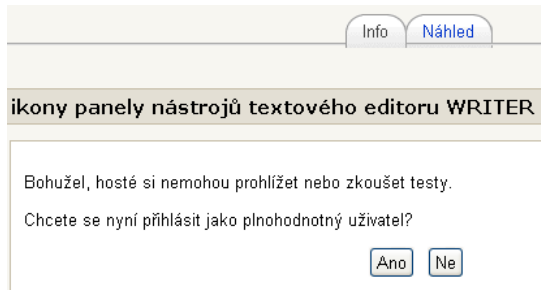 Info Náhled
ikony panely nástrojů textového editoru WRITER
Bohužel, hosté si nemohou prohlížet nebo zkoušet testy.
Chcete se nyní přihlásit jako plnohodnotný uživatel?
Ano Ne